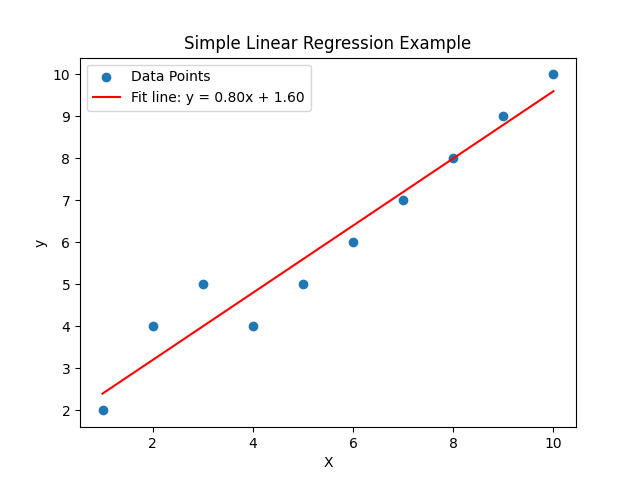 Simple Linear Regression Example
Data Points
Fit line: y = 0.80x + 1.60
10
9
8
7
6
5
4
3
2
y
2 4 6 8 10
X